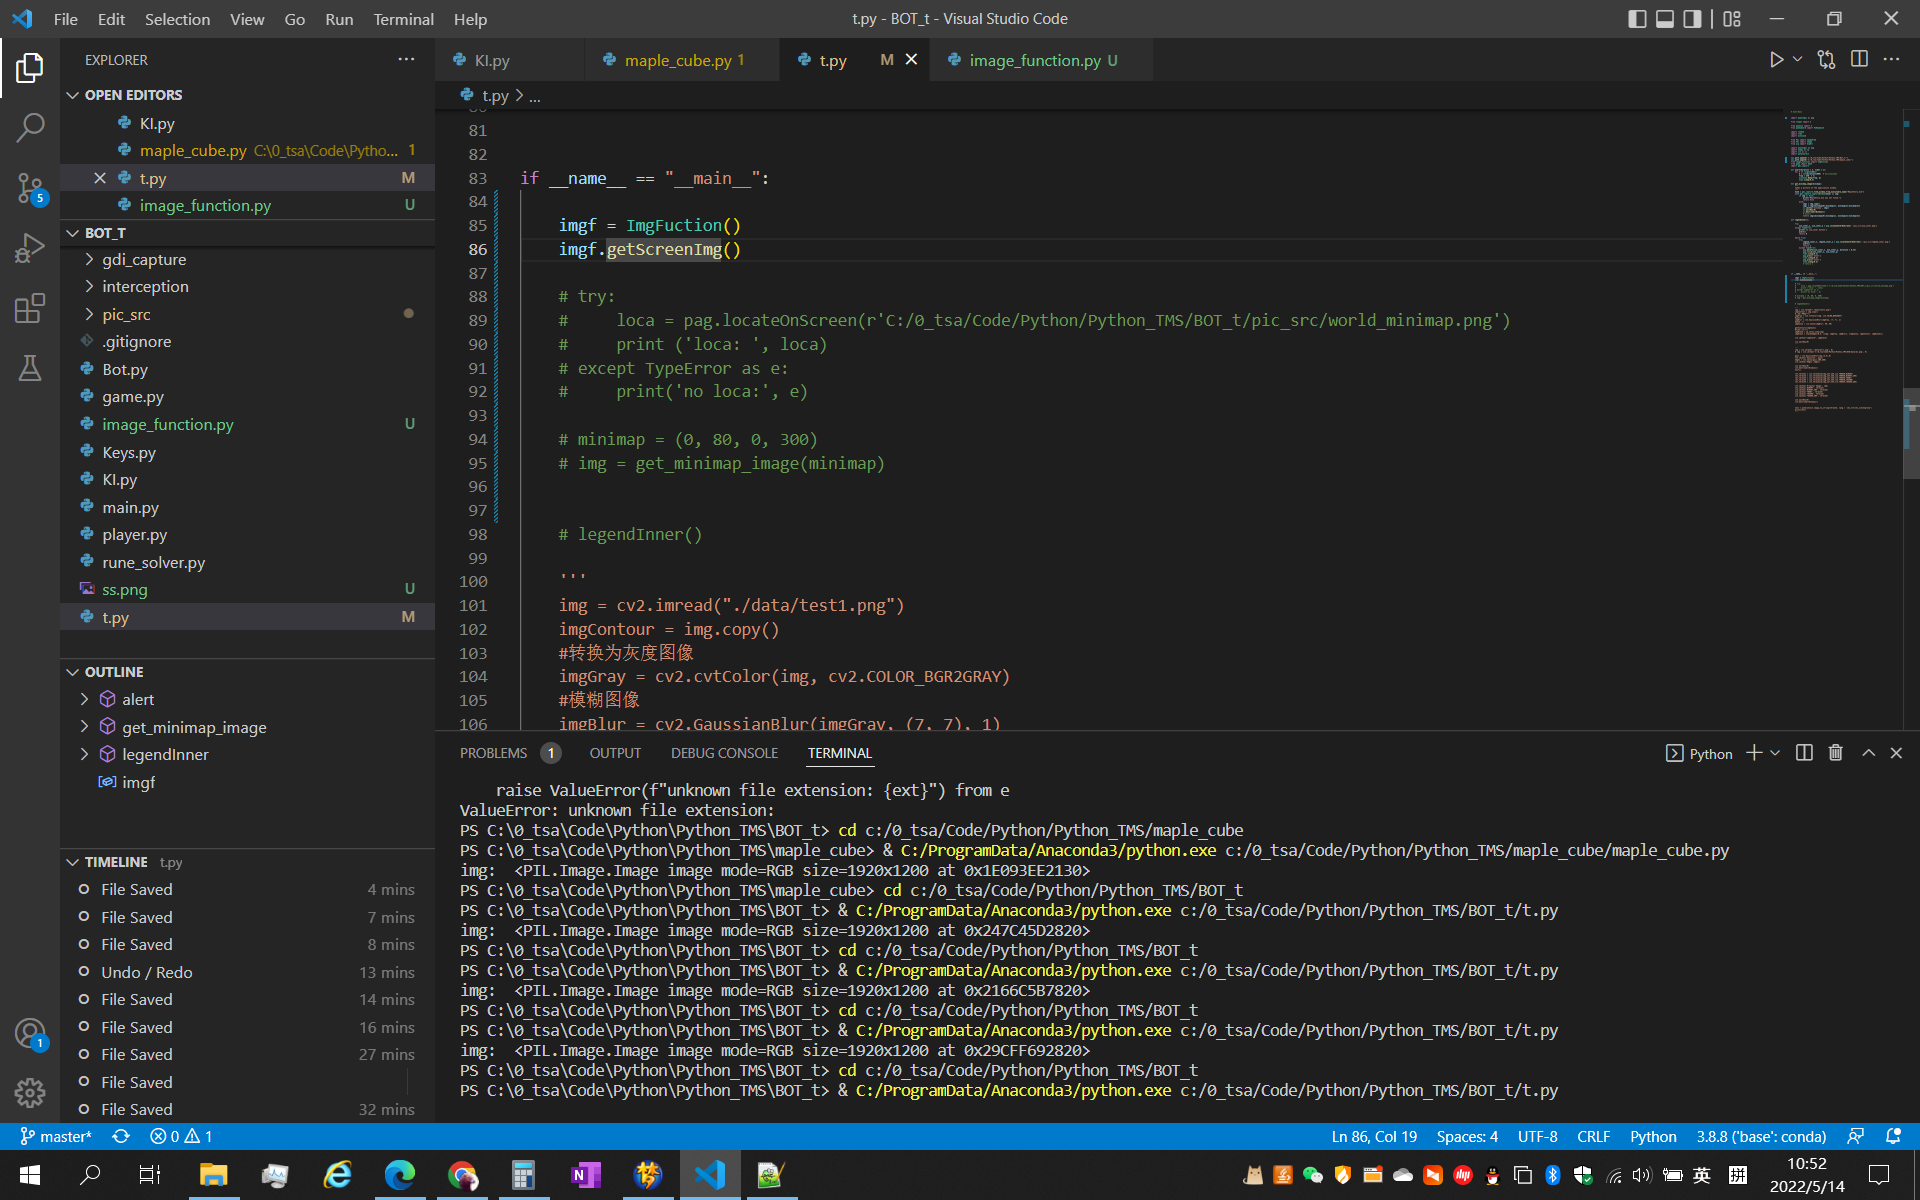 File Edit Selection View Go Run Terminal Help
t.py - BOT_t - Visual Studio Code
EXPLORER
OPEN EDITORS
KI.py
maple_cube.py C:\0_tsa\Code\Pytho... 1
t.py M
image_function.py U
BOT_T
gdi_capture
interception
pic_src
.gitignore
Bot.py
game.py
image_function.py U
Keys.py
KI.py
main.py
player.py
rune_solver.py
ss.png U
t.py M
OUTLINE
alert
get_minimap_image
legendInner
imgf
TIMELINE t.py
File Saved 4 mins
File Saved 7 mins
File Saved 8 mins
Undo / Redo 13 mins
File Saved 14 mins
File Saved 16 mins
File Saved 27 mins
File Saved
File Saved 32 mins
KI.py
maple_cube.py 1
t.py M
image_function.py U
t.py > ...
81
82
83 if __name__ == "__main__":
84
85 imgf = ImgFuction()
86 imgf.getScreenImg()
87
88 # try:
89 #     loca = pag.locateOnScreen(r'C:/0_tsa/Code/Python/Python_TMS/BOT_t/pic_src/world_minimap.png')
90 #     print ('loca: ', loca)
91 # except TypeError as e:
92 #     print('no loca:', e)
93
94 # minimap = (0, 80, 0, 300)
95 # img = get_minimap_image(minimap)
96
97
98 # legendInner()
99
100 '''
101 img = cv2.imread("./data/test1.png")
102 imgContour = img.copy()
103 #转换为灰度图像
104 imgGray = cv2.cvtColor(img, cv2.COLOR_BGR2GRAY)
105 #模糊图像
106 imgBlur = cv2.GaussianBlur(imgGray, (7, 7), 1)
PROBLEMS 1 OUTPUT DEBUG CONSOLE TERMINAL
Python
    raise ValueError(f"unknown file extension: {ext}") from e
ValueError: unknown file extension:
PS C:\0_tsa\Code\Python\Python_TMS\BOT_t> cd c:/0_tsa/Code/Python/Python_TMS/maple_cube
PS C:\0_tsa\Code\Python\Python_TMS\maple_cube> & C:/ProgramData/Anaconda3/python.exe c:/0_tsa/Code/Python/Python_TMS/maple_cube/maple_cube.py
img:  <PIL.Image.Image image mode=RGB size=1920x1200 at 0x1E093EE2130>
PS C:\0_tsa\Code\Python\Python_TMS\maple_cube> cd c:/0_tsa/Code/Python/Python_TMS/BOT_t
PS C:\0_tsa\Code\Python\Python_TMS\BOT_t> & C:/ProgramData/Anaconda3/python.exe c:/0_tsa/Code/Python/Python_TMS/BOT_t/t.py
img:  <PIL.Image.Image image mode=RGB size=1920x1200 at 0x247C45D2820>
PS C:\0_tsa\Code\Python\Python_TMS\BOT_t> cd c:/0_tsa/Code/Python/Python_TMS/BOT_t
PS C:\0_tsa\Code\Python\Python_TMS\BOT_t> & C:/ProgramData/Anaconda3/python.exe c:/0_tsa/Code/Python/Python_TMS/BOT_t/t.py
img:  <PIL.Image.Image image mode=RGB size=1920x1200 at 0x2166C5B7820>
PS C:\0_tsa\Code\Python\Python_TMS\BOT_t> cd c:/0_tsa/Code/Python/Python_TMS/BOT_t
PS C:\0_tsa\Code\Python\Python_TMS\BOT_t> & C:/ProgramData/Anaconda3/python.exe c:/0_tsa/Code/Python/Python_TMS/BOT_t/t.py
img:  <PIL.Image.Image image mode=RGB size=1920x1200 at 0x29CFF692820>
PS C:\0_tsa\Code\Python\Python_TMS\BOT_t> cd c:/0_tsa/Code/Python/Python_TMS/BOT_t
PS C:\0_tsa\Code\Python\Python_TMS\BOT_t> & C:/ProgramData/Anaconda3/python.exe c:/0_tsa/Code/Python/Python_TMS/BOT_t/t.py
5
1
master* 0 1
Ln 86, Col 19 Spaces: 4 UTF-8 CRLF Python 3.8.8 ('base': conda)
英 拼
10:52
2022/5/14